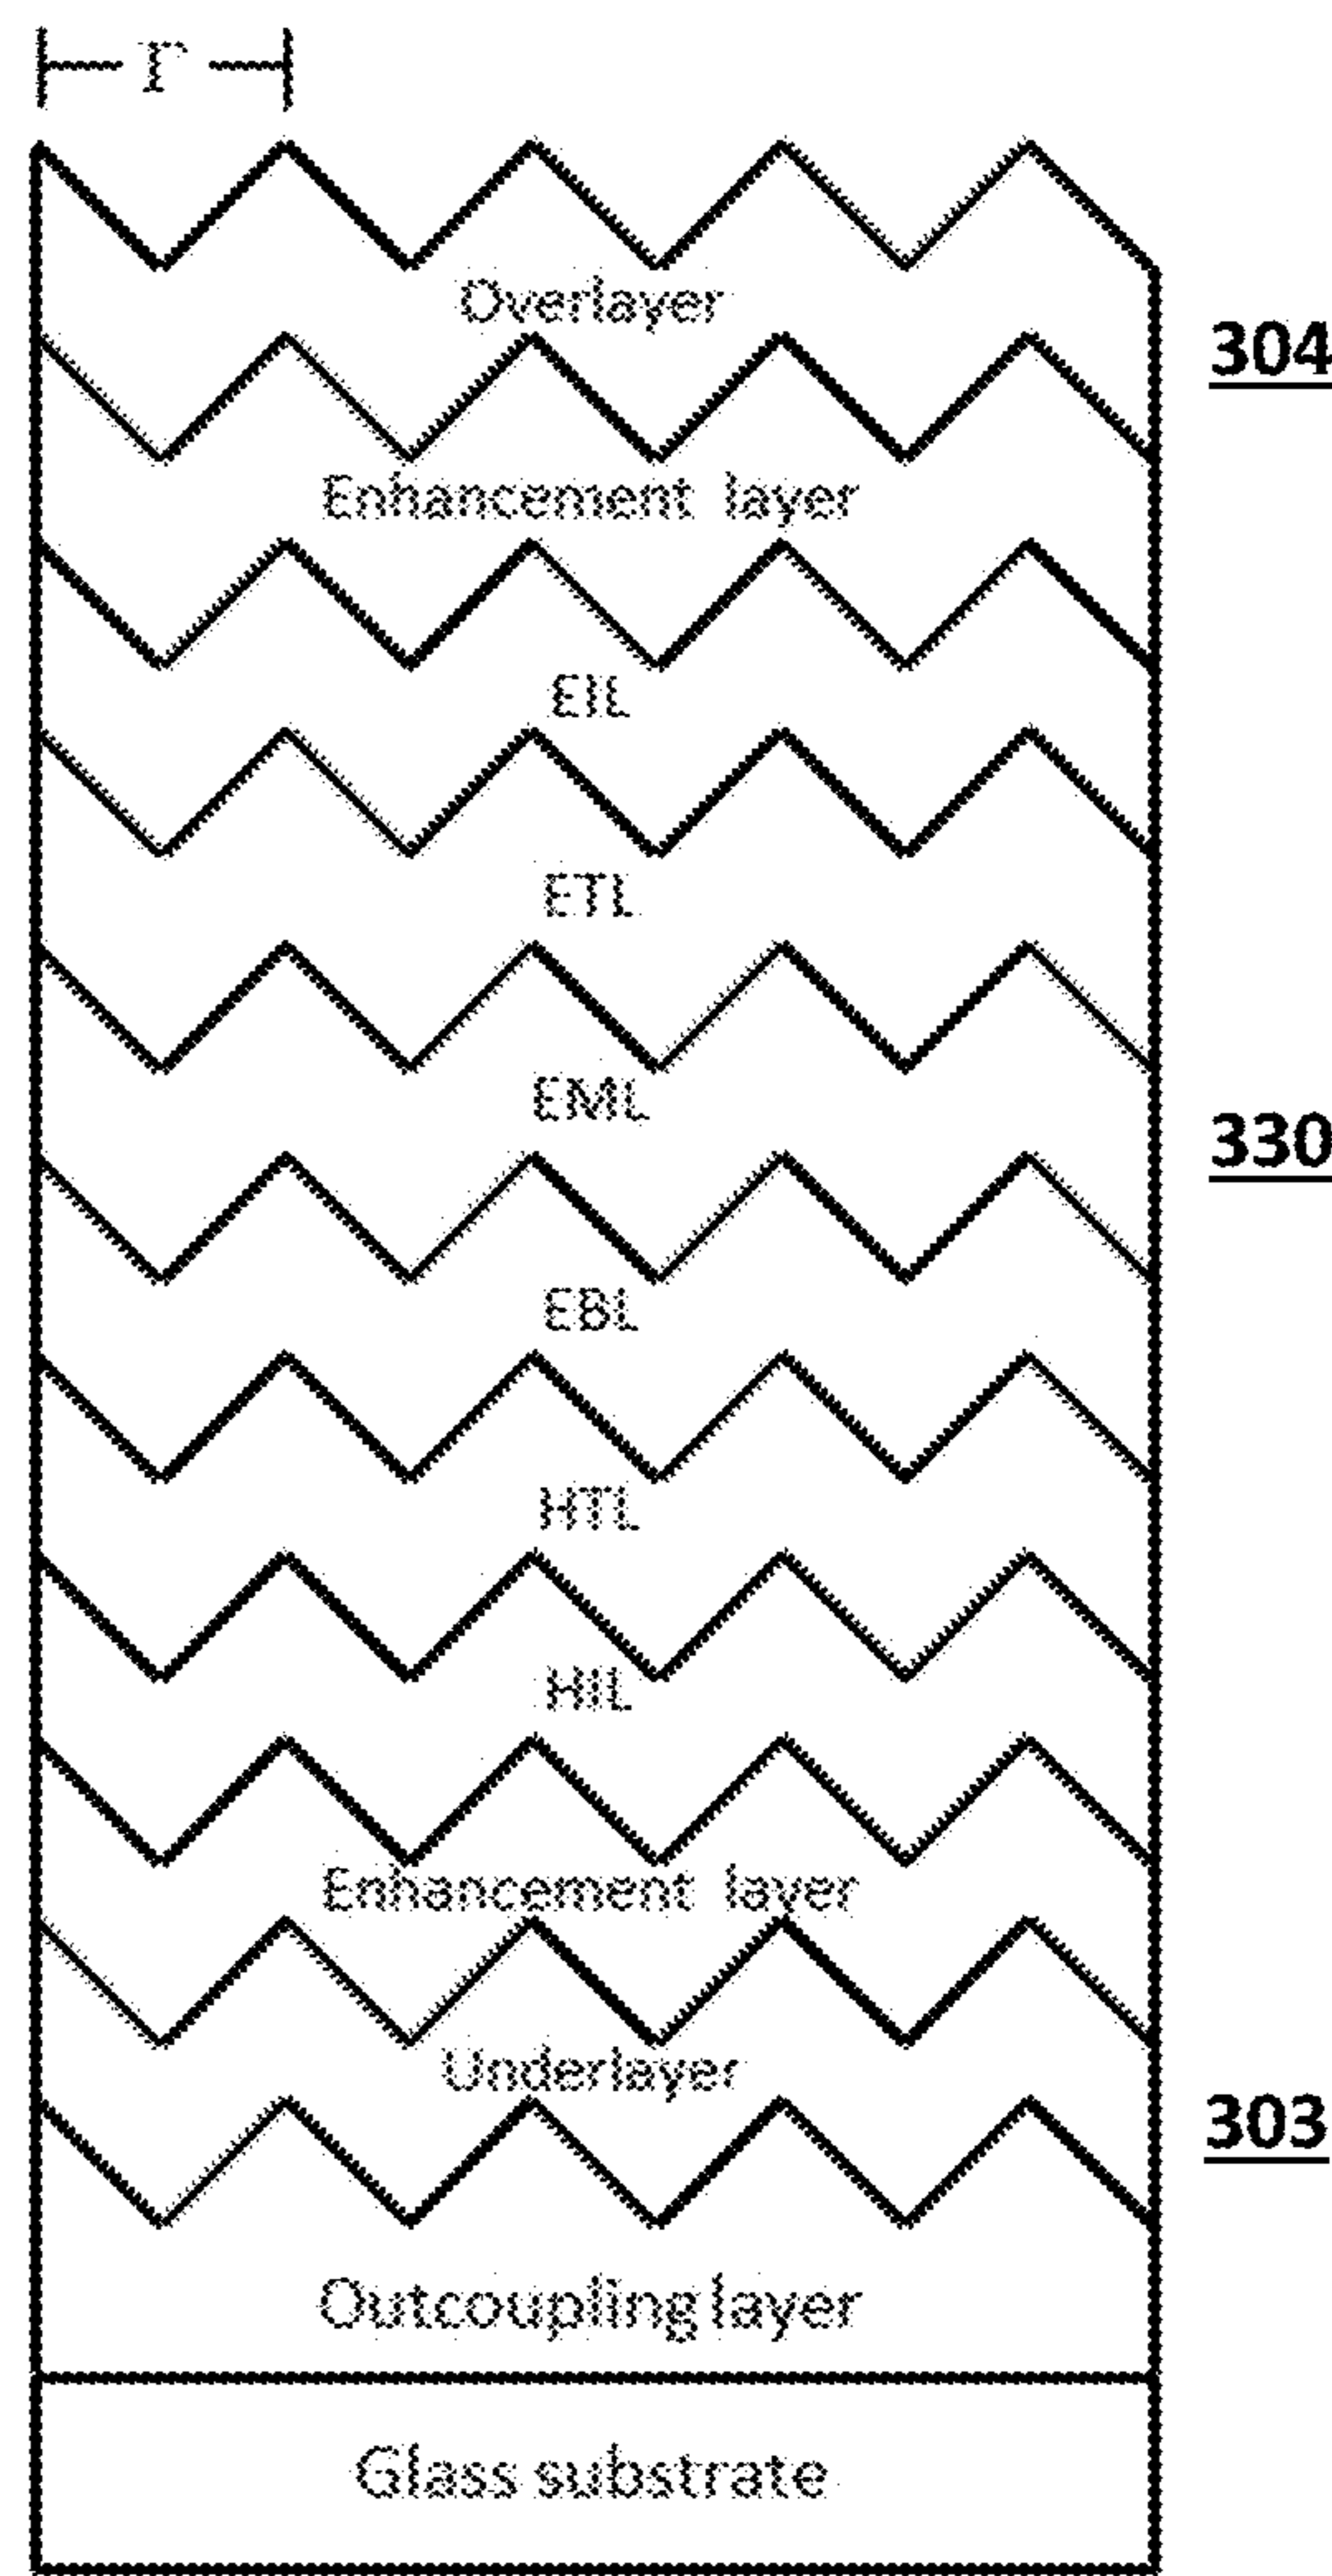 Γ
Overlayer
304
Enhancement layer
EIL
ETL
EML
330
EBL
HTL
HIL
Enhancement layer
Underlayer
303
Outcoupling layer
Glass substrate